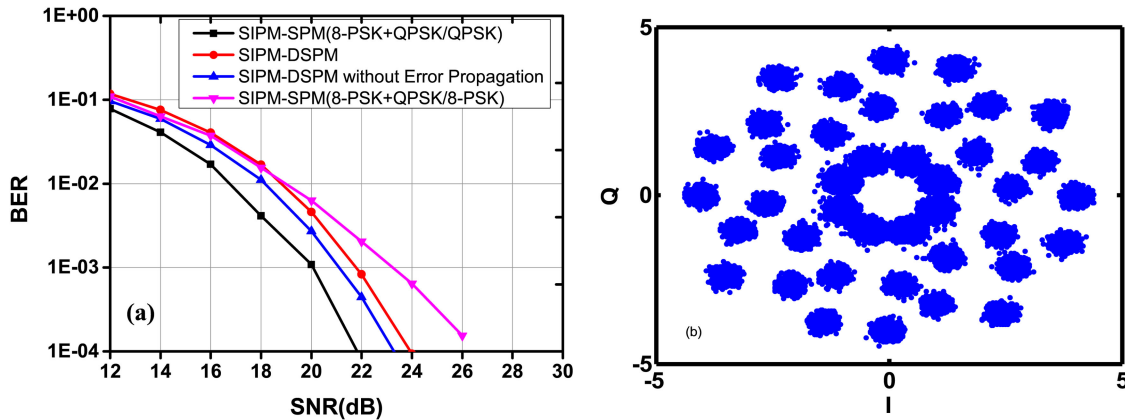 1E+00
1E-01
1E-02
1E-03
1E-04
BER
SIPM-SPM(8-PSK+QPSK/QPSK)
SIPM-DSPM
SIPM-DSPM without Error Propagation
SIPM-SPM(8-PSK+QPSK/8-PSK)
(a)
12 14 16 18 20 22 24 26 28 30
SNR(dB)
5
0
-5
Q
(b)
-5 0 5
I